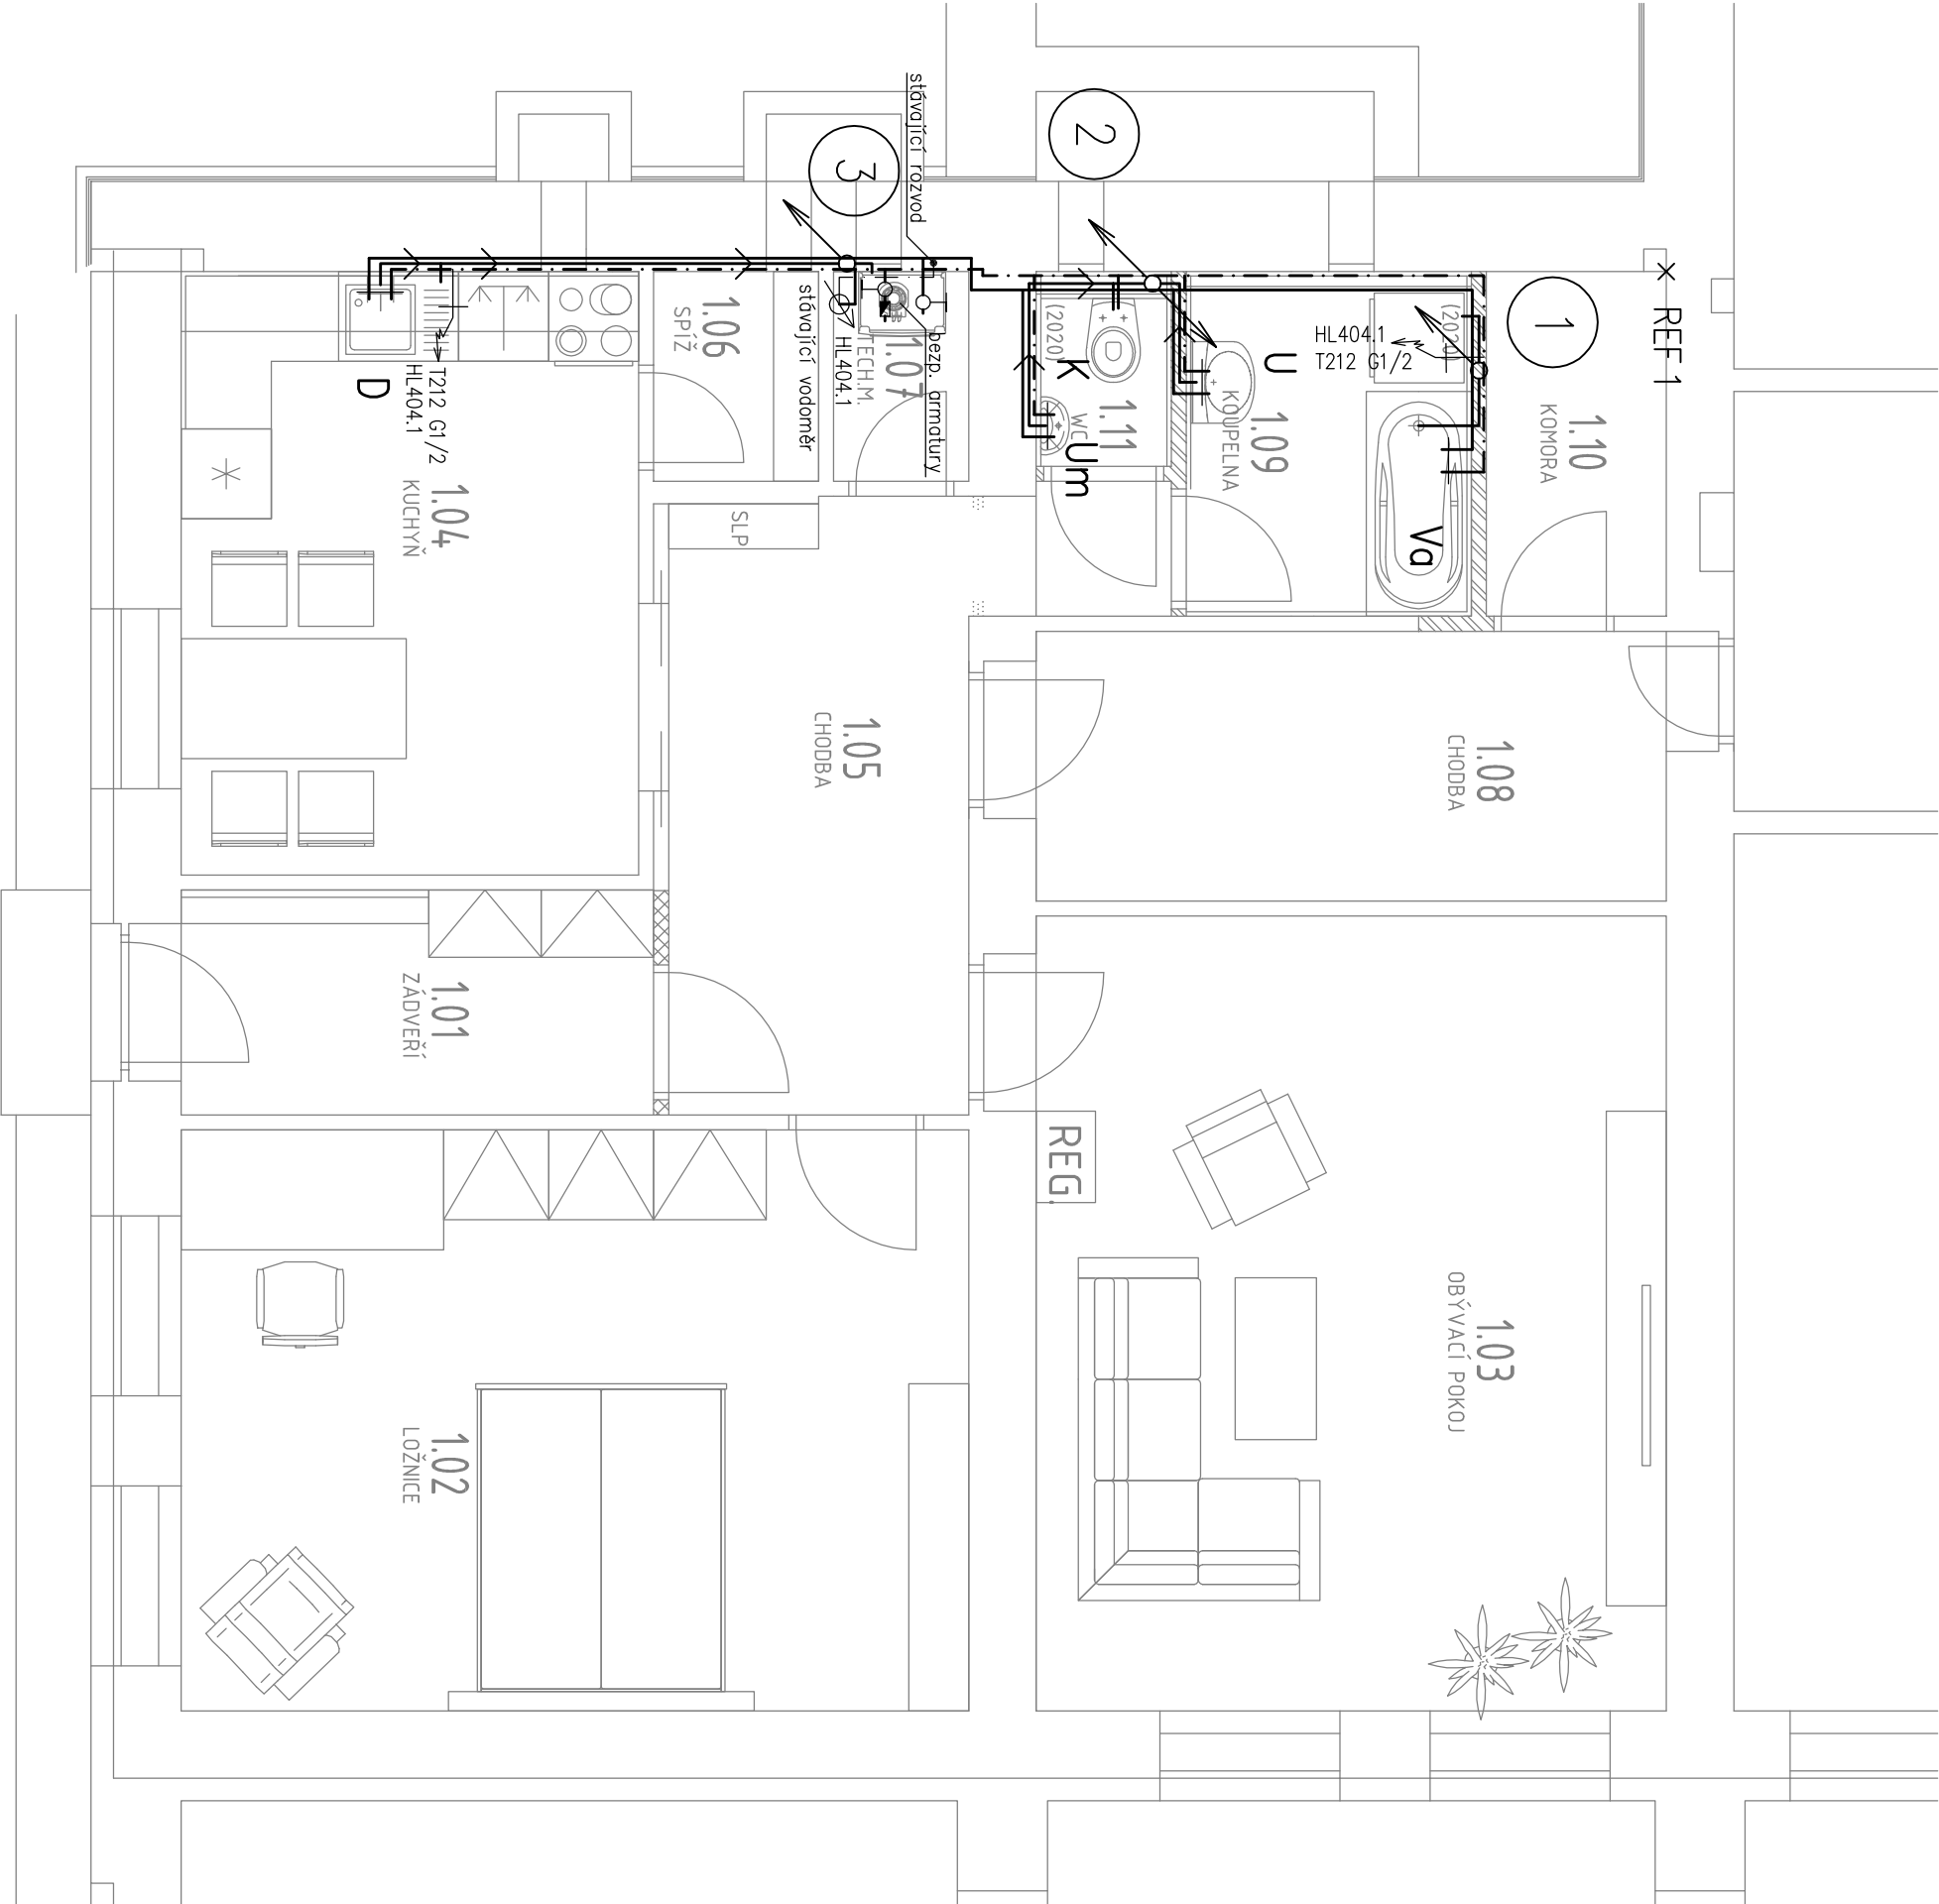 REF 1
1
2
3
stávající rozvod
HL404.1
T212 G1/2
(2020)
(2020)
1.10
KOMORA
1.09
KOUPELNA
U
Va
1.11
WC
K
Um
1.07
TECH.M.
bezp. armatury
HL404.1
stávající vodoměr
1.06
SPÍŽ
T212 G1/2
HL404.1
D
1.04
KUCHYŇ
SLP
1.05
CHODBA
1.08
CHODBA
1.01
ZÁDVEŘÍ
REG.
1.03
OBÝVACÍ POKOJ
1.02
LOŽNICE